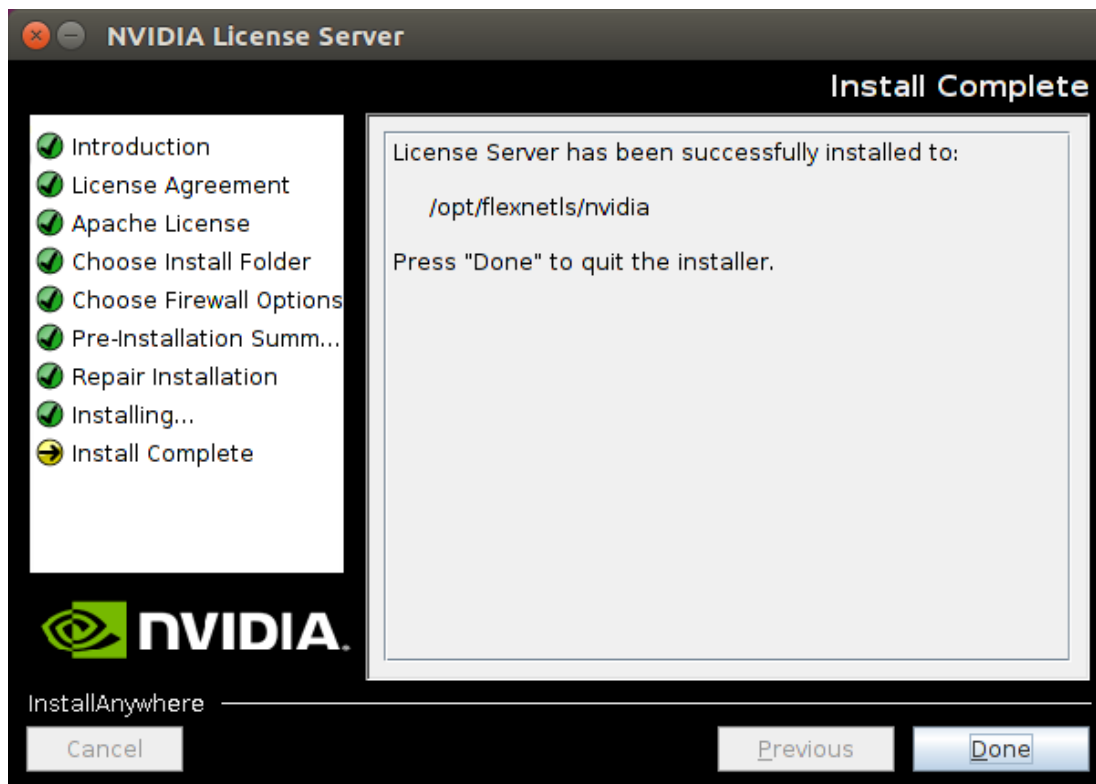 NVIDIA License Server
Install Complete
Introduction
License Agreement
Apache License
Choose Install Folder
Choose Firewall Options
Pre-Installation Summ...
Repair Installation
Installing...
Install Complete
License Server has been successfully installed to:
/opt/flexnetls/nvidia
Press "Done" to quit the installer.
NVIDIA.
InstallAnywhere
Cancel
Previous
Done